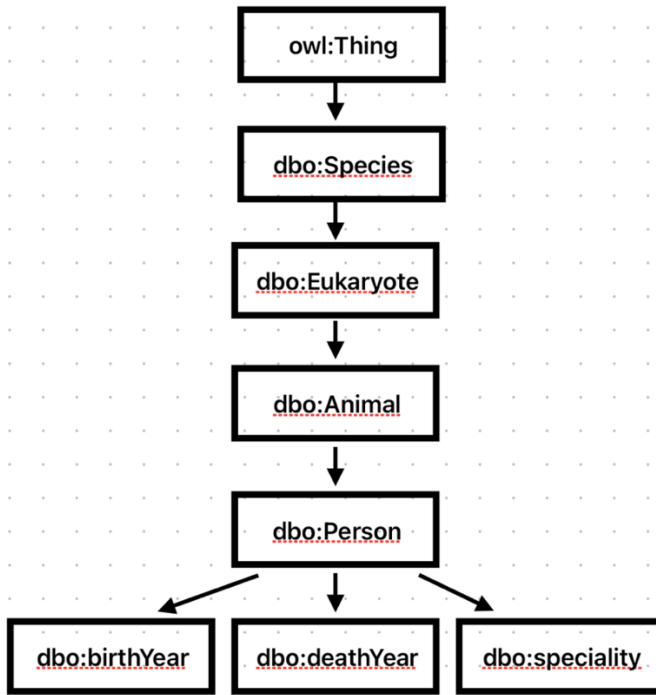 owl:Thing
dbo:Species
dbo:Eukaryote
dbo:Animal
dbo:Person
dbo:birthYear
dbo:deathYear
dbo:speciality